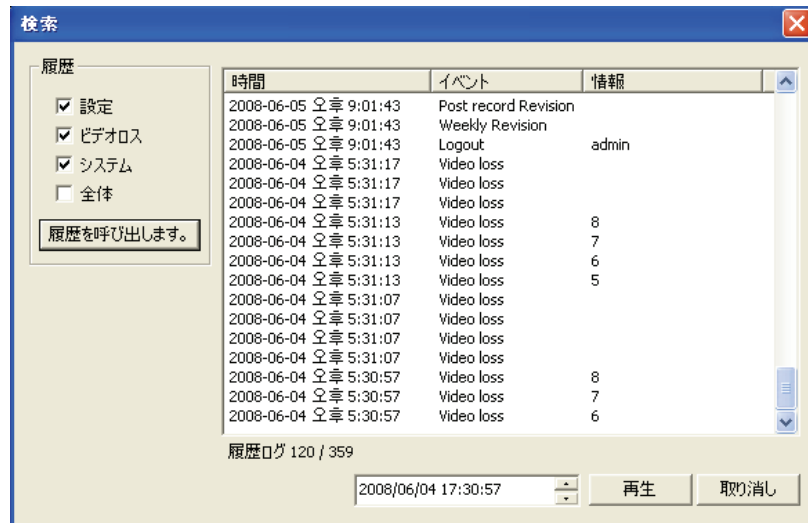 検索
履歴
設定
ビデオロス
システム
全体
履歴を呼び出します。
時間 イベント 情報
2008-06-05 오후 9:01:43 Post record Revision
2008-06-05 오후 9:01:43 Weekly Revision
2008-06-05 오후 9:01:43 Logout admin
2008-06-04 오후 5:31:17 Video loss
2008-06-04 오후 5:31:17 Video loss
2008-06-04 오후 5:31:17 Video loss
2008-06-04 오후 5:31:13 Video loss 8
2008-06-04 오후 5:31:13 Video loss 7
2008-06-04 오후 5:31:13 Video loss 6
2008-06-04 오후 5:31:13 Video loss 5
2008-06-04 오후 5:31:07 Video loss
2008-06-04 오후 5:31:07 Video loss
2008-06-04 오후 5:31:07 Video loss
2008-06-04 오후 5:31:07 Video loss
2008-06-04 오후 5:30:57 Video loss 8
2008-06-04 오후 5:30:57 Video loss 7
2008-06-04 오후 5:30:57 Video loss 6
履歴ログ 120 / 359
2008/06/04 17:30:57 再生 取り消し